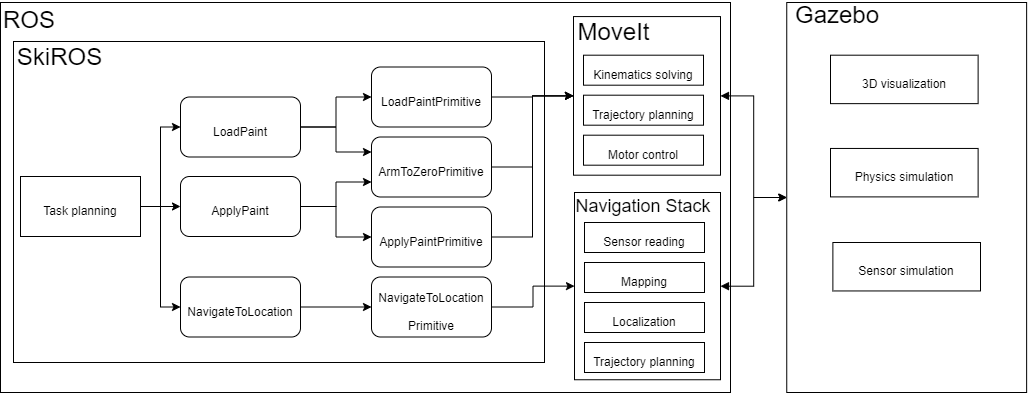 ROS
SkiROS
Task planning
LoadPaint
ApplyPaint
NavigateToLocation
LoadPaintPrimitive
ArmToZeroPrimitive
ApplyPaintPrimitive
NavigateToLocation
Primitive
MoveIt
Kinematics solving
Trajectory planning
Motor control
Navigation Stack
Sensor reading
Mapping
Localization
Trajectory planning
Gazebo
3D visualization
Physics simulation
Sensor simulation